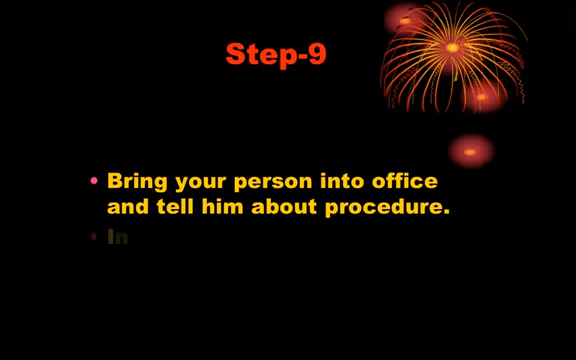 Step-9
• Bring your person into office
and tell him about procedure.
• In